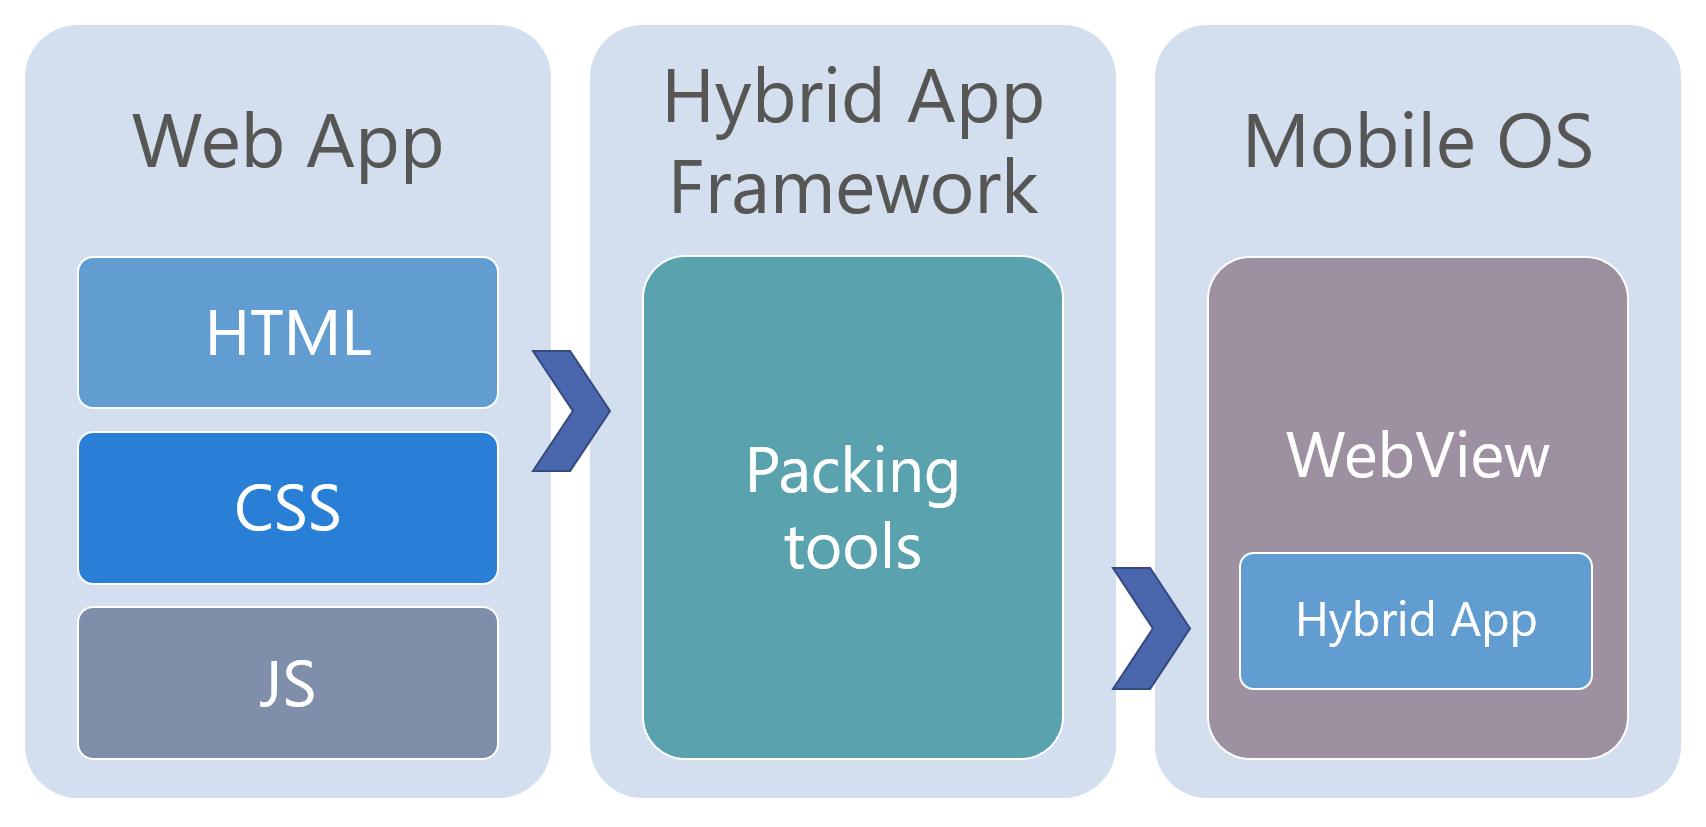 Web App
HTML
CSS
JS
Hybrid App
Framework
Packing
tools
Mobile OS
WebView
Hybrid App